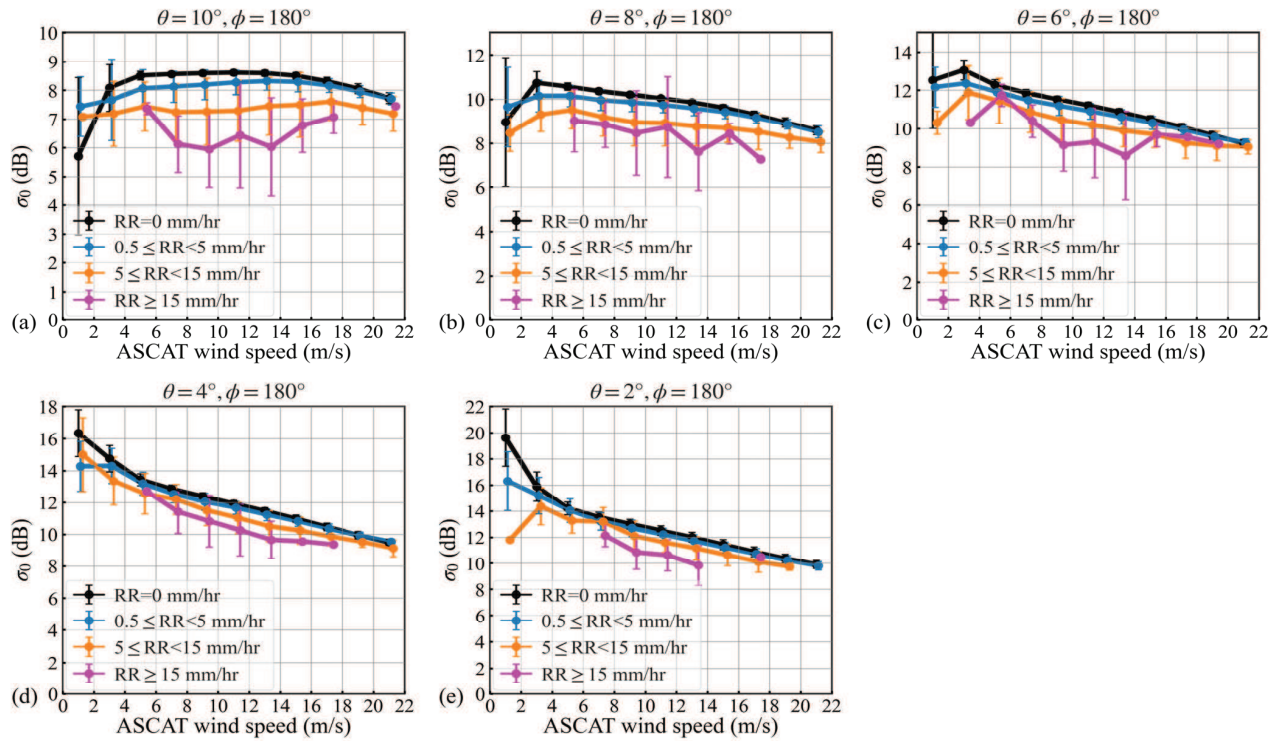 θ = 10°, ϕ = 180°
10
9
8
7
6
5
4
3
2
1
0
σ₀ (dB)
RR=0 mm/hr
0.5 ≤ RR<5 mm/hr
5 ≤ RR<15 mm/hr
RR ≥ 15 mm/hr
(a)
0 2 4 6 8 10 12 14 16 18 20 22
ASCAT wind speed (m/s)
θ = 8°, ϕ = 180°
12
10
8
6
4
2
0
σ₀ (dB)
RR=0 mm/hr
0.5 ≤ RR<5 mm/hr
5 ≤ RR<15 mm/hr
RR ≥ 15 mm/hr
(b)
0 2 4 6 8 10 12 14 16 18 20 22
ASCAT wind speed (m/s)
θ = 6°, ϕ = 180°
14
12
10
8
6
4
2
0
σ₀ (dB)
RR=0 mm/hr
0.5 ≤ RR<5 mm/hr
5 ≤ RR<15 mm/hr
RR ≥ 15 mm/hr
(c)
0 2 4 6 8 10 12 14 16 18 20 22
ASCAT wind speed (m/s)
θ = 4°, ϕ = 180°
18
16
14
12
10
8
6
4
2
0
σ₀ (dB)
RR=0 mm/hr
0.5 ≤ RR<5 mm/hr
5 ≤ RR<15 mm/hr
RR ≥ 15 mm/hr
(d)
0 2 4 6 8 10 12 14 16 18 20 22
ASCAT wind speed (m/s)
θ = 2°, ϕ = 180°
22
20
18
16
14
12
10
8
6
4
2
0
σ₀ (dB)
RR=0 mm/hr
0.5 ≤ RR<5 mm/hr
5 ≤ RR<15 mm/hr
RR ≥ 15 mm/hr
(e)
0 2 4 6 8 10 12 14 16 18 20 22
ASCAT wind speed (m/s)